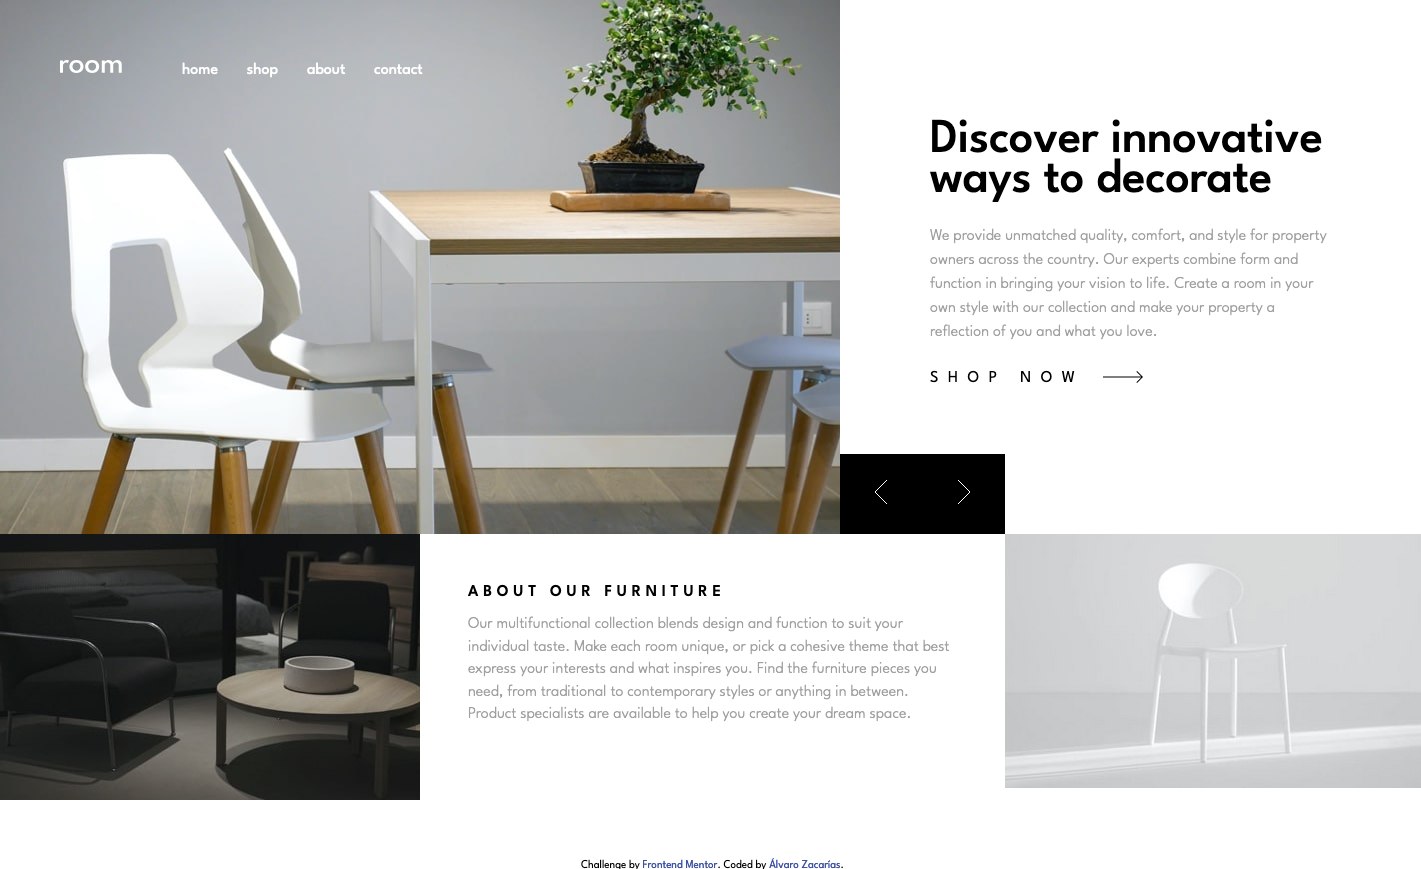 room
home shop about contact
Discover innovative
ways to decorate
We provide unmatched quality, comfort, and style for property
owners across the country. Our experts combine form and
function in bringing your vision to life. Create a room in your
own style with our collection and make your property a
reflection of you and what you love.
SHOP NOW
ABOUT OUR FURNITURE
Our multifunctional collection blends design and function to suit your
individual taste. Make each room unique, or pick a cohesive theme that best
express your interests and what inspires you. Find the furniture pieces you
need, from traditional to contemporary styles or anything in between.
Product specialists are available to help you create your dream space.
Challenge by Frontend Mentor. Coded by Álvaro Zacarías.